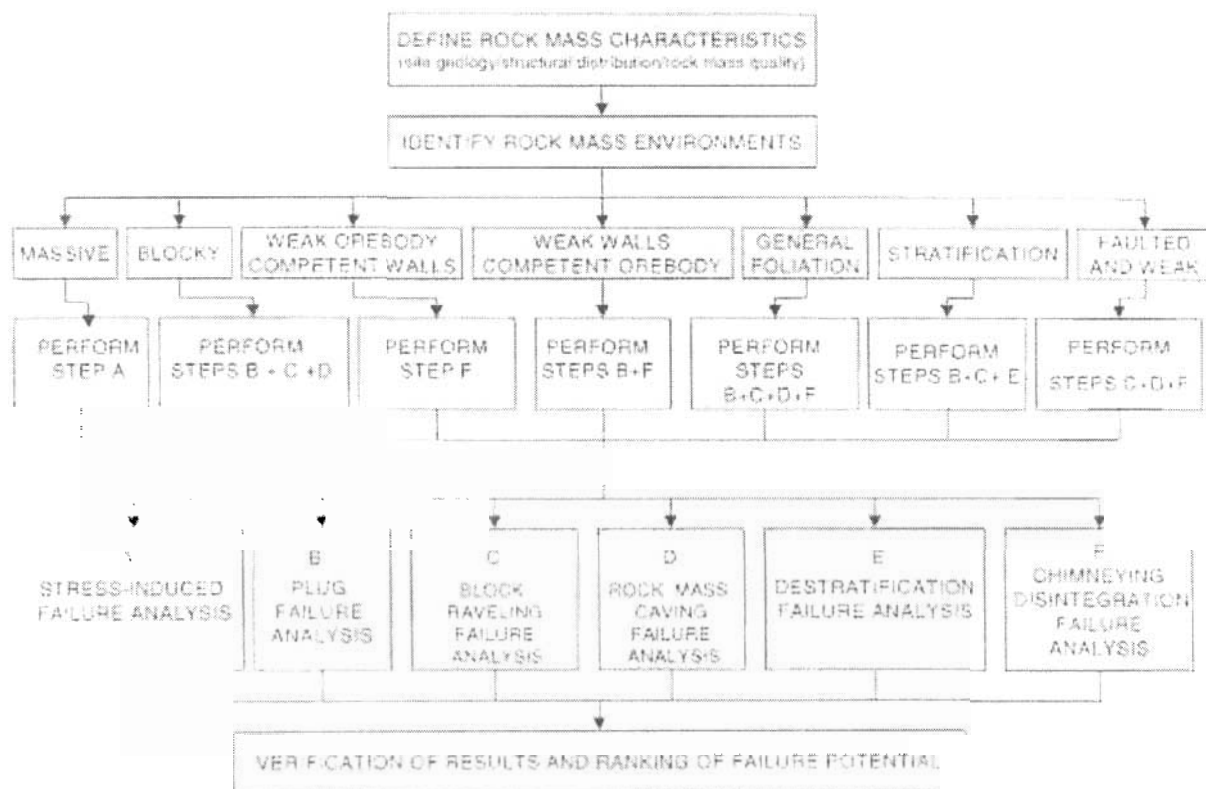 DEFINE ROCK MASS CHARACTERISTICS
(site geology/structural distribution/rock mass quality)
IDENTIFY ROCK MASS ENVIRONMENTS
MASSIVE
BLOCKY
WEAK OREBODY
COMPETENT WALLS
WEAK WALLS
COMPETENT OREBODY
GENERAL
FOLIATION
STRATIFICATION
FAULTED
AND WEAK
PERFORM
STEP A
PERFORM
STEPS B + C +D
PERFORM
STEP F
PERFORM
STEPS B+F
PERFORM
STEPS
B+C+D+F
PERFORM
STEPS B+C+ E
PERFORM
STEPS C+D+F
STRESS-INDUCED
FAILURE ANALYSIS
B
PLUG
FAILURE
ANALYSIS
C
BLOCK
RAVELING
FAILURE
ANALYSIS
D
ROCK MASS
CAVING
FAILURE
ANALYSIS
E
DESTRATIFICATION
FAILURE ANALYSIS
F
CHIMNEYING
DISINTEGRATION
FAILURE
ANALYSIS
VERIFICATION OF RESULTS AND RANKING OF FAILURE POTENTIAL